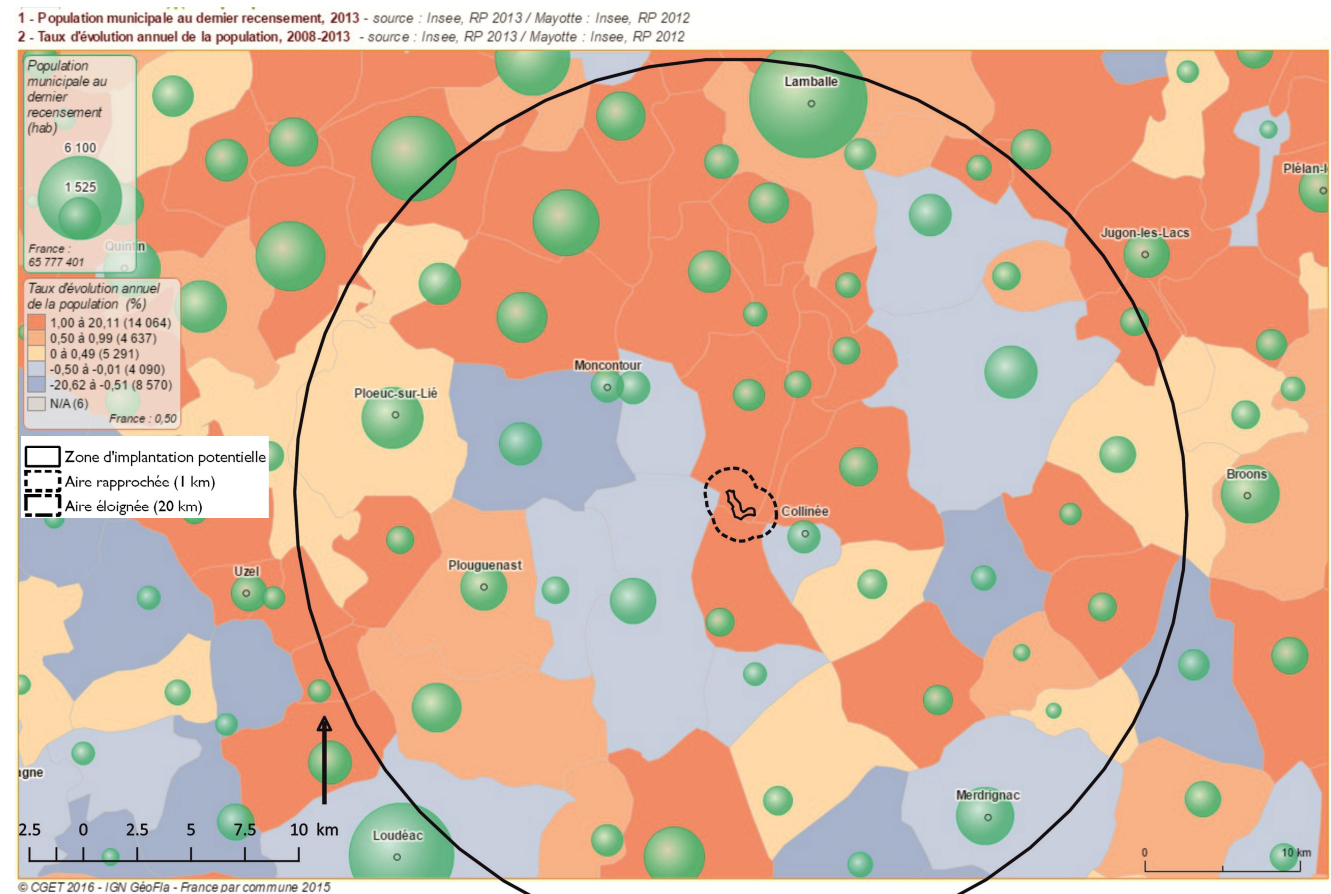 1 - Population municipale au dernier recensement, 2013 - source : Insee, RP 2013 / Mayotte : Insee, RP 2012
2 - Taux d'évolution annuel de la population, 2008-2013 - source : Insee, RP 2013 / Mayotte : Insee, RP 2012
Population
municipale au
dernier
recensement
(hab)
6 100
1 525
France :
65 777 401
Quintin
Taux d'évolution annuel
de la population (%)
1,00 à 20,11 (14 064)
0,50 à 0,99 (4 637)
0 à 0,49 (5 291)
-0,50 à -0,01 (4 090)
-20,62 à -0,51 (8 570)
N/A (6)
France : 0,50
Zone d'implantation potentielle
Aire rapprochée (1 km)
Aire éloignée (20 km)
Lamballe
Plélan-l
Jugon-les-Lacs
Moncontour
Ploeuc-sur-Lié
Broons
Collinée
Plouguenast
Uzel
agne
Merdrignac
Loudéac
2.5 0 2.5 5 7.5 10 km
0 10 km
© CGET 2016 - IGN GéoFla - France par commune 2015